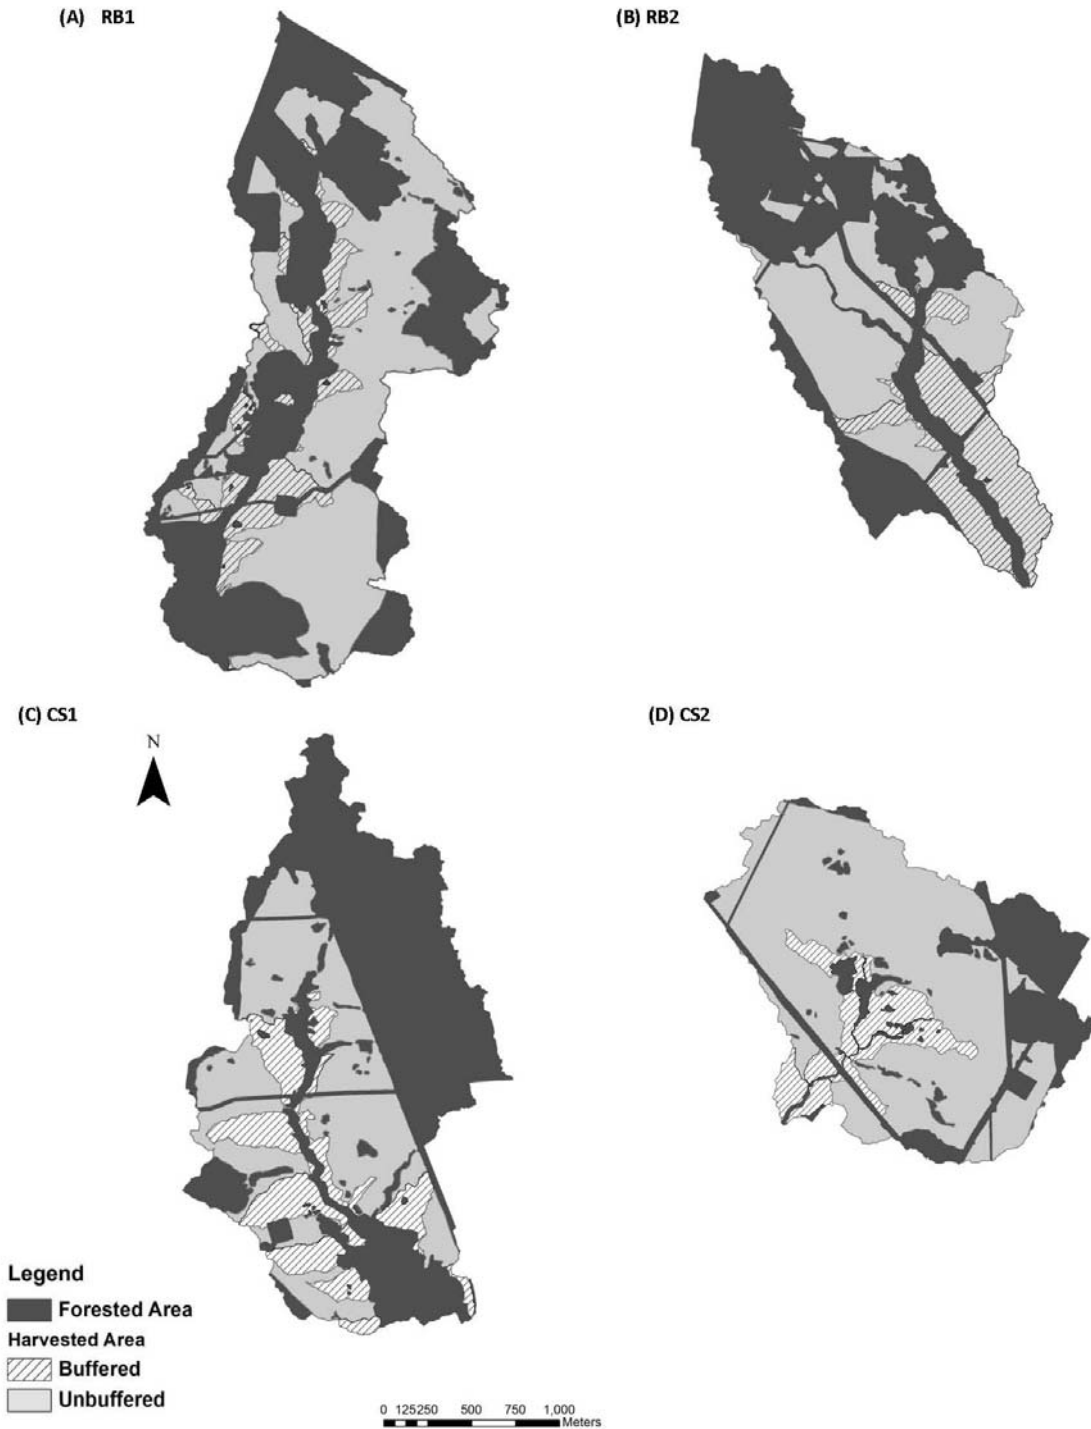 (A) RB1
(B) RB2
(C) CS1
(D) CS2
N
Legend
Forested Area
Harvested Area
Buffered
Unbuffered
0 125250 500 750 1,000
Meters